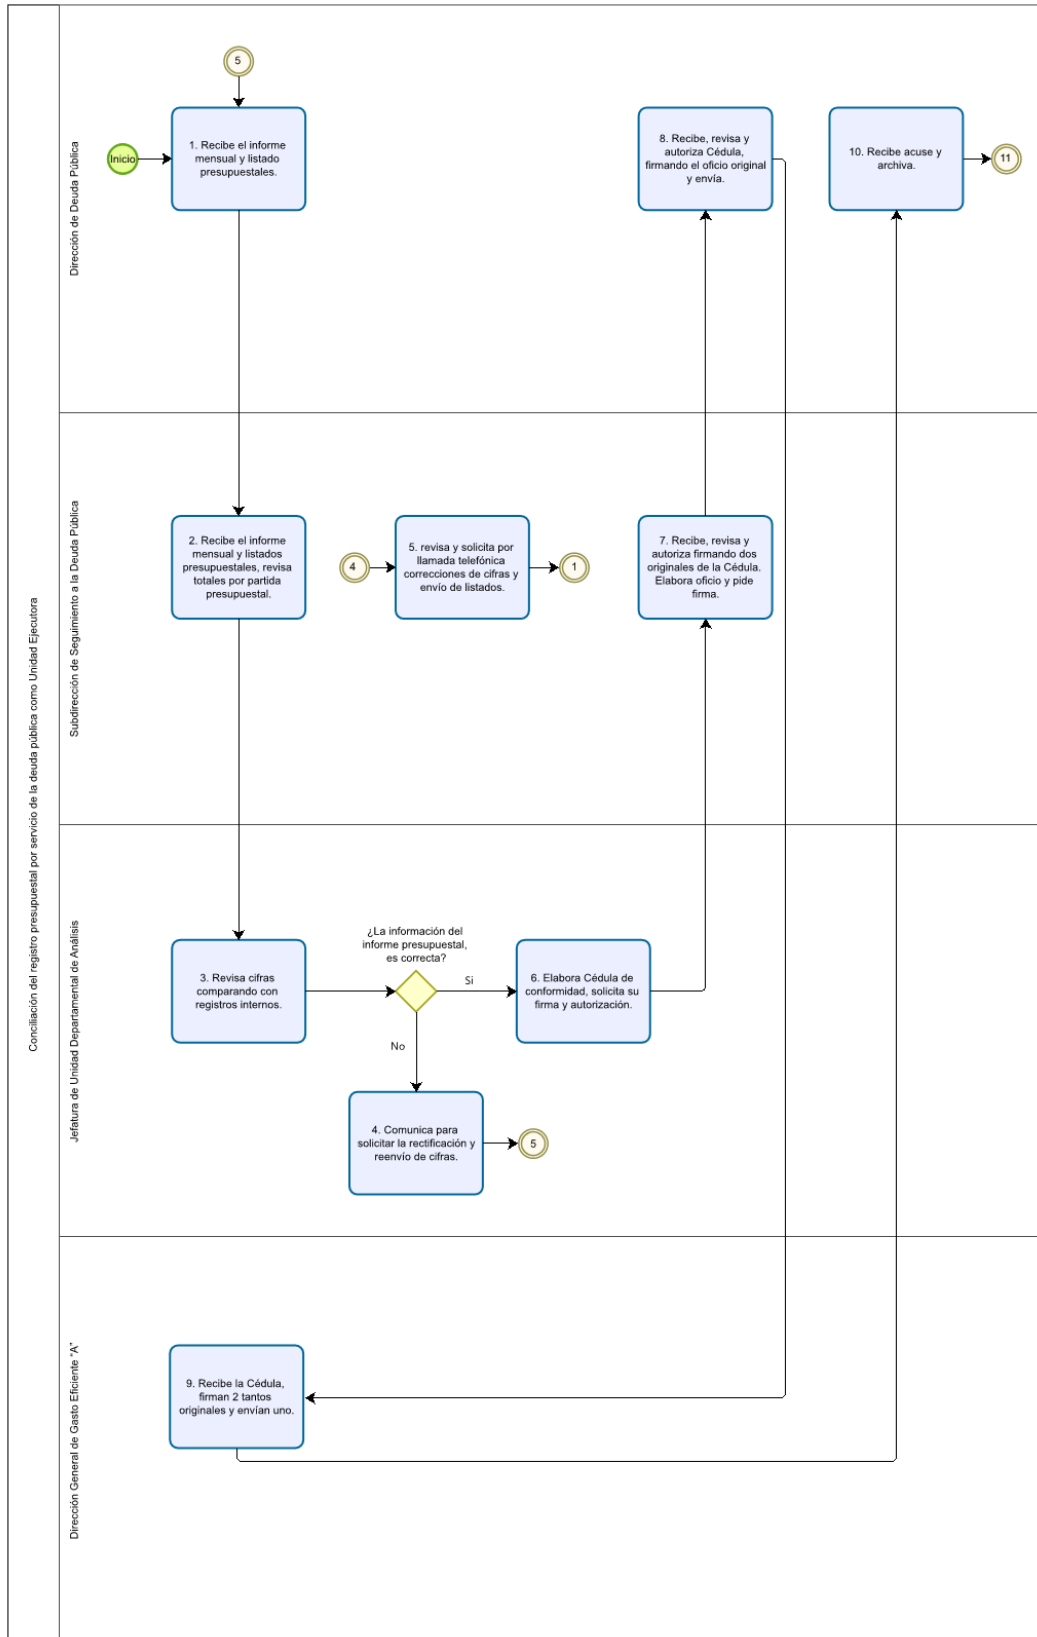 Conciliación del registro presupuestal por servicio de la deuda pública como Unidad Ejecutora
Dirección de Deuda Pública
5
Inicio
1. Recibe el informe
mensual y listado
presupuestales.
8. Recibe, revisa y
autoriza Cédula,
firmando el oficio original
y envía.
10. Recibe acuse y
archiva.
11
Subdirección de Seguimiento a la Deuda Pública
2. Recibe el informe
mensual y listados
presupuestales, revisa
totales por partida
presupuestal.
4
5. revisa y solicita por
llamada telefónica
correcciones de cifras y
envío de listados.
1
7. Recibe, revisa y
autoriza firmando dos
originales de la Cédula.
Elabora oficio y pide
firma.
Jefatura de Unidad Departamental de Análisis
3. Revisa cifras
comparando con
registros internos.
¿La información del
informe presupuestal,
es correcta?
Si
No
6. Elabora Cédula de
conformidad, solicita su
firma y autorización.
4. Comunica para
solicitar la rectificación y
reenvío de cifras.
5
Dirección General de Gasto Eficiente "A"
9. Recibe la Cédula,
firman 2 tantos
originales y envían uno.